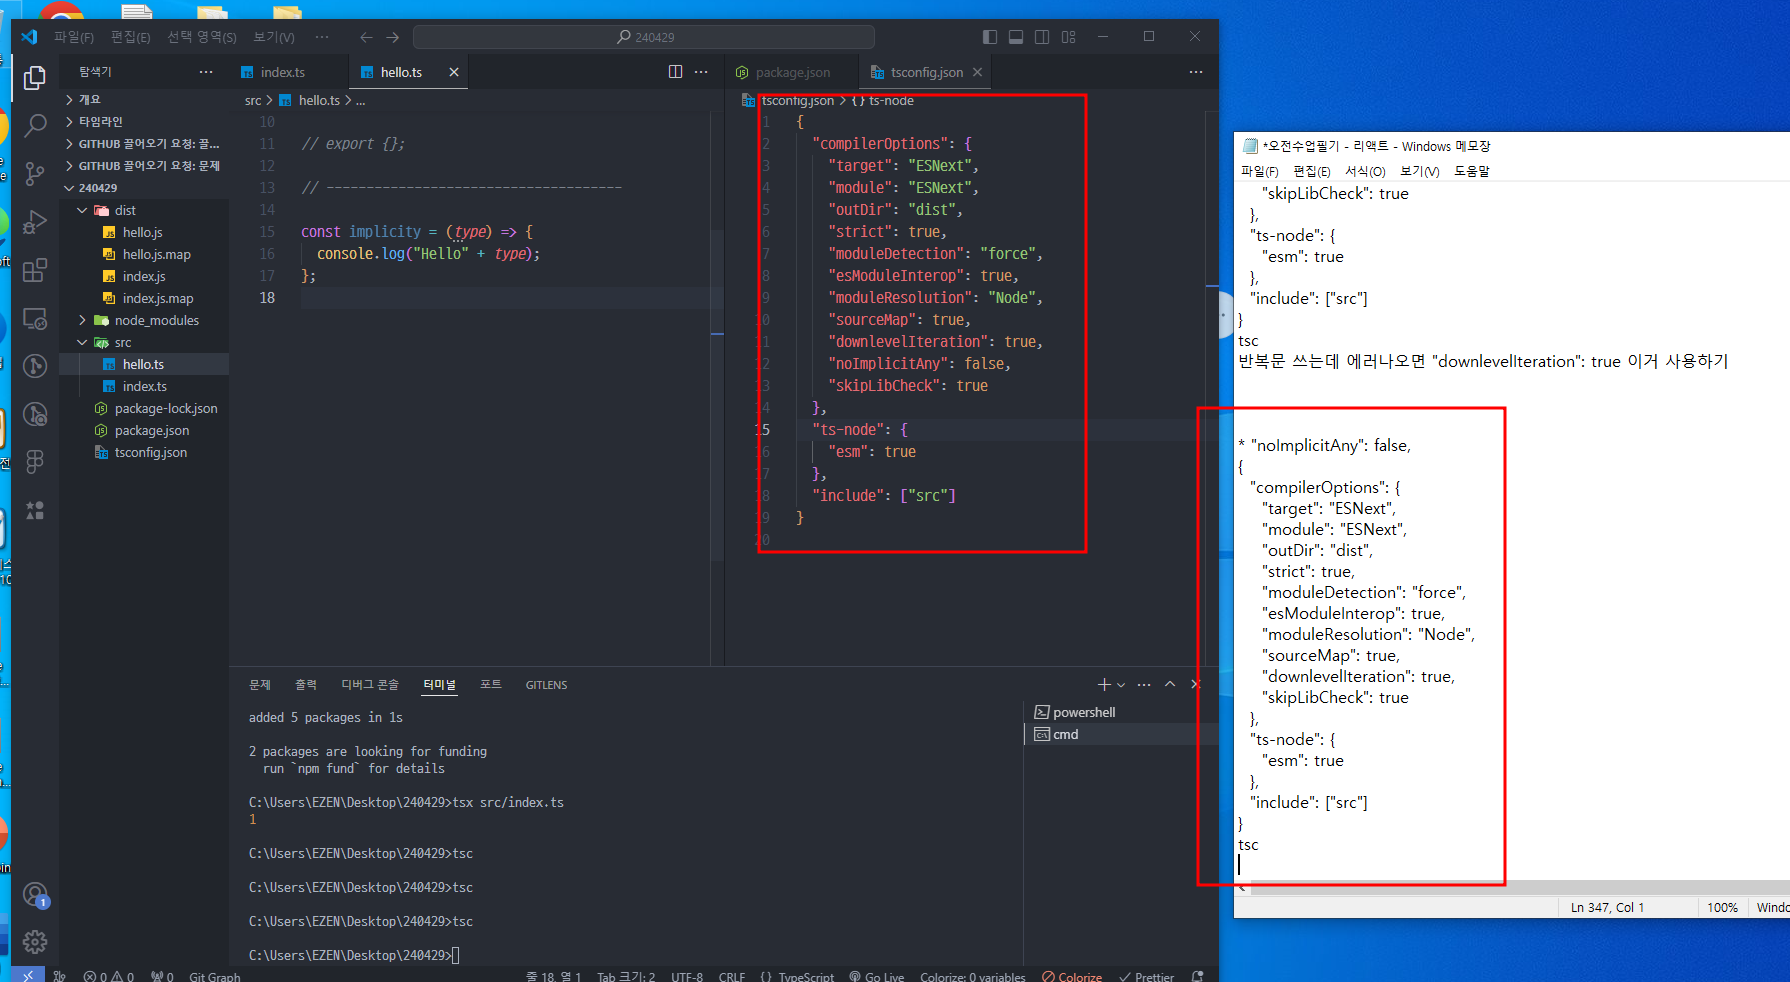 파일(F) 편집(E) 선택 영역(S) 보기(V) ··· 240429
탐색기 ···
개요
타임라인
GITHUB 끌어오기 요청: 끌...
GITHUB 끌어오기 요청: 문제
240429
dist
hello.js
hello.js.map
index.js
index.js.map
node_modules
src
hello.ts
index.ts
package-lock.json
package.json
tsconfig.json
index.ts hello.ts
src > hello.ts > ...
10
11 // export {};
12
13 // -------------------------------------
14
15 const implicity = (type) => {
16 console.log("Hello" + type);
17 };
18
package.json tsconfig.json
tsconfig.json > {} ts-node
1 {
2 "compilerOptions": {
3 "target": "ESNext",
4 "module": "ESNext",
5 "outDir": "dist",
6 "strict": true,
7 "moduleDetection": "force",
8 "esModuleInterop": true,
9 "moduleResolution": "Node",
10 "sourceMap": true,
11 "downlevelIteration": true,
12 "noImplicitAny": false,
13 "skipLibCheck": true
14 },
15 "ts-node": {
16 "esm": true
17 },
18 "include": ["src"]
19 }
20
문제 출력 디버그 콘솔 터미널 포트 GITLENS
added 5 packages in 1s
2 packages are looking for funding
run `npm fund` for details
C:\Users\EZEN\Desktop\240429>tsx src/index.ts
1
C:\Users\EZEN\Desktop\240429>tsc
C:\Users\EZEN\Desktop\240429>tsc
C:\Users\EZEN\Desktop\240429>tsc
C:\Users\EZEN\Desktop\240429>
powershell
cmd
1
0 0 0 Git Graph 줄 18, 열 1 Tab 크기: 2 UTF-8 CRLF {} TypeScript Go Live Colorize: 0 variables Colorize Prettier
*오전수업필기 - 리액트 - Windows 메모장
파일(F) 편집(E) 서식(O) 보기(V) 도움말
"skipLibCheck": true
},
"ts-node": {
"esm": true
},
"include": ["src"]
}
tsc
반복문 쓰는데 에러나오면 "downlevelIteration": true 이거 사용하기
* "noImplicitAny": false,
{
"compilerOptions": {
"target": "ESNext",
"module": "ESNext",
"outDir": "dist",
"strict": true,
"moduleDetection": "force",
"esModuleInterop": true,
"moduleResolution": "Node",
"sourceMap": true,
"downlevelIteration": true,
"skipLibCheck": true
},
"ts-node": {
"esm": true
},
"include": ["src"]
}
tsc
Ln 347, Col 1 100%